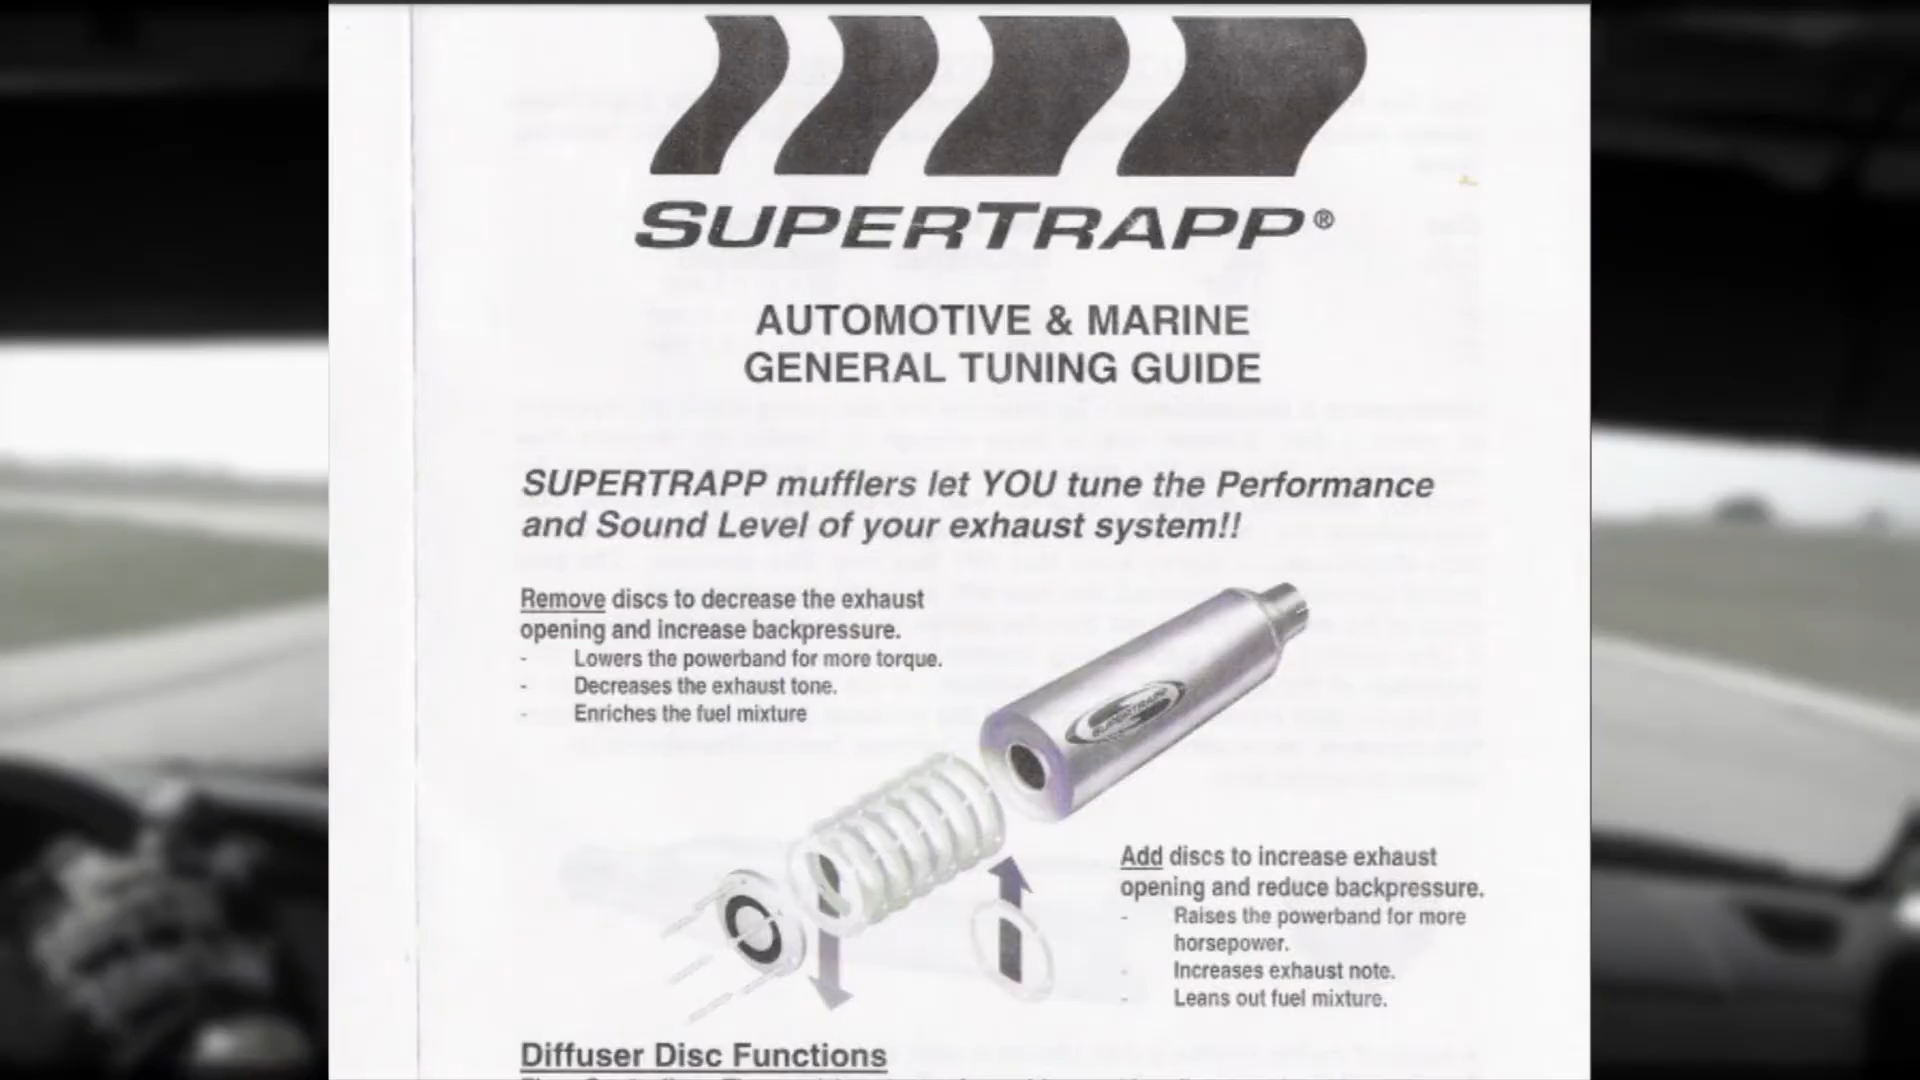 SUPERTRAPP®
AUTOMOTIVE & MARINE
GENERAL TUNING GUIDE
SUPERTRAPP mufflers let YOU tune the Performance
and Sound Level of your exhaust system!!
Remove discs to decrease the exhaust
opening and increase backpressure.
- Lowers the powerband for more torque.
- Decreases the exhaust tone.
- Enriches the fuel mixture
SUPERTRAPP
Add discs to increase exhaust
opening and reduce backpressure.
- Raises the powerband for more
horsepower.
- Increases exhaust note.
- Leans out fuel mixture.
Diffuser Disc Functions